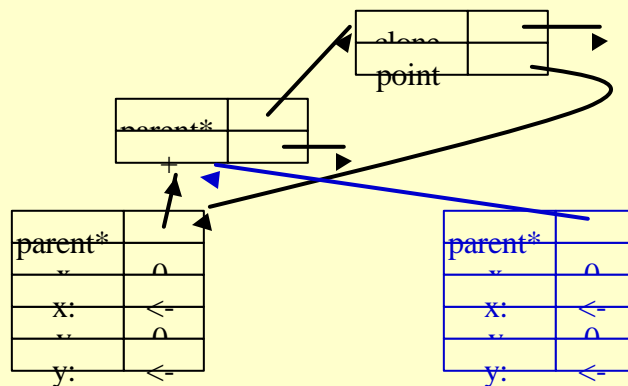 clone
point
parent*
+
parent*
x 0
x: <-
y 0
y: <-
parent*
x 0
x: <-
y 0
y: <-